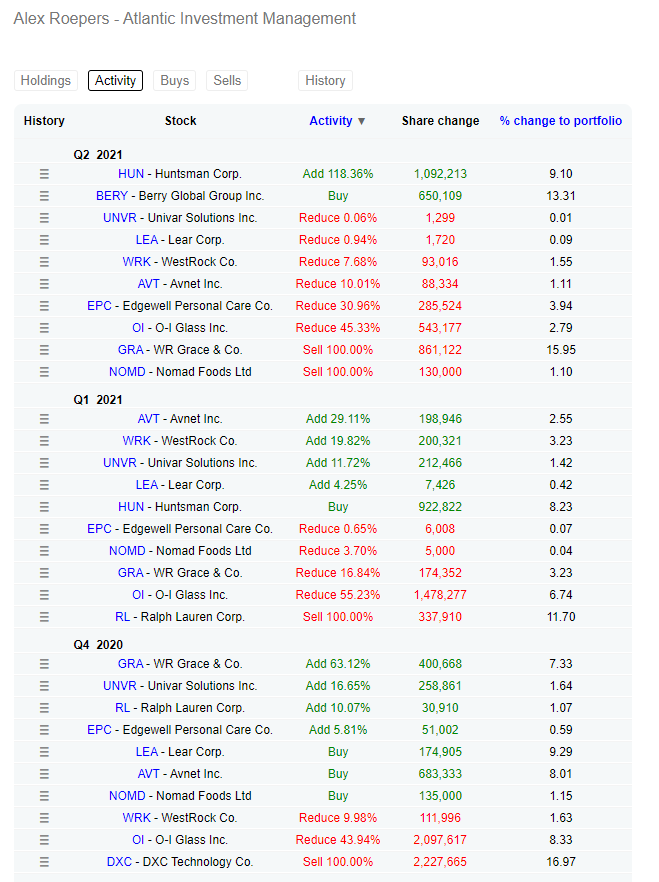 Alex Roepers - Atlantic Investment Management
Holdings Activity Buys Sells History
History Stock Activity ▼ Share change % change to portfolio
Q2 2021
HUN - Huntsman Corp. Add 118.36% 1,092,213 9.10
BERY - Berry Global Group Inc. Buy 650,109 13.31
UNVR - Univar Solutions Inc. Reduce 0.06% 1,299 0.01
LEA - Lear Corp. Reduce 0.94% 1,720 0.09
WRK - WestRock Co. Reduce 7.68% 93,016 1.55
AVT - Avnet Inc. Reduce 10.01% 88,334 1.11
EPC - Edgewell Personal Care Co. Reduce 30.96% 285,524 3.94
OI - O-I Glass Inc. Reduce 45.33% 543,177 2.79
GRA - WR Grace & Co. Sell 100.00% 861,122 15.95
NOMD - Nomad Foods Ltd Sell 100.00% 130,000 1.10
Q1 2021
AVT - Avnet Inc. Add 29.11% 198,946 2.55
WRK - WestRock Co. Add 19.82% 200,321 3.23
UNVR - Univar Solutions Inc. Add 11.72% 212,466 1.42
LEA - Lear Corp. Add 4.25% 7,426 0.42
HUN - Huntsman Corp. Buy 922,822 8.23
EPC - Edgewell Personal Care Co. Reduce 0.65% 6,008 0.07
NOMD - Nomad Foods Ltd Reduce 3.70% 5,000 0.04
GRA - WR Grace & Co. Reduce 16.84% 174,352 3.23
OI - O-I Glass Inc. Reduce 55.23% 1,478,277 6.74
RL - Ralph Lauren Corp. Sell 100.00% 337,910 11.70
Q4 2020
GRA - WR Grace & Co. Add 63.12% 400,668 7.33
UNVR - Univar Solutions Inc. Add 16.65% 258,861 1.64
RL - Ralph Lauren Corp. Add 10.07% 30,910 1.07
EPC - Edgewell Personal Care Co. Add 5.81% 51,002 0.59
LEA - Lear Corp. Buy 174,905 9.29
AVT - Avnet Inc. Buy 683,333 8.01
NOMD - Nomad Foods Ltd Buy 135,000 1.15
WRK - WestRock Co. Reduce 9.98% 111,996 1.63
OI - O-I Glass Inc. Reduce 43.94% 2,097,617 8.33
DXC - DXC Technology Co. Sell 100.00% 2,227,665 16.97